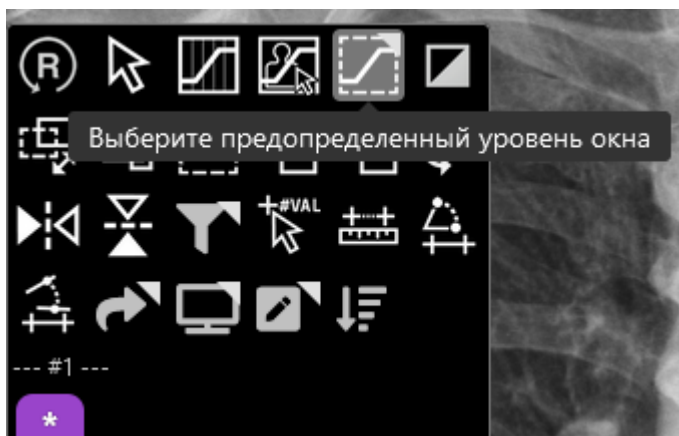 R
Выберите предопределенный уровень окна
+#VAL
--- #1 ---
*